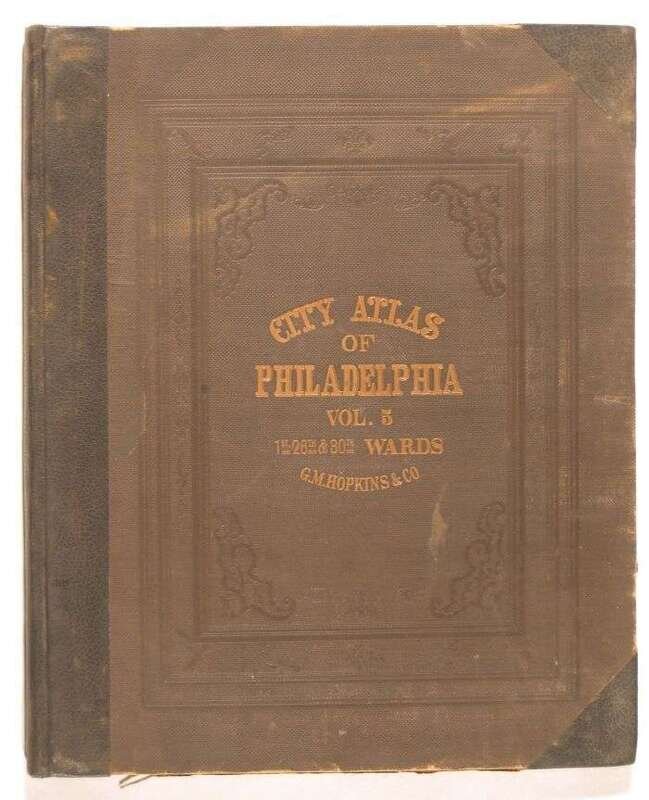 CITY ATLAS
OF
PHILADELPHIA
VOL. 5
1ST 26TH & 30TH WARDS
G.M. HOPKINS & CO